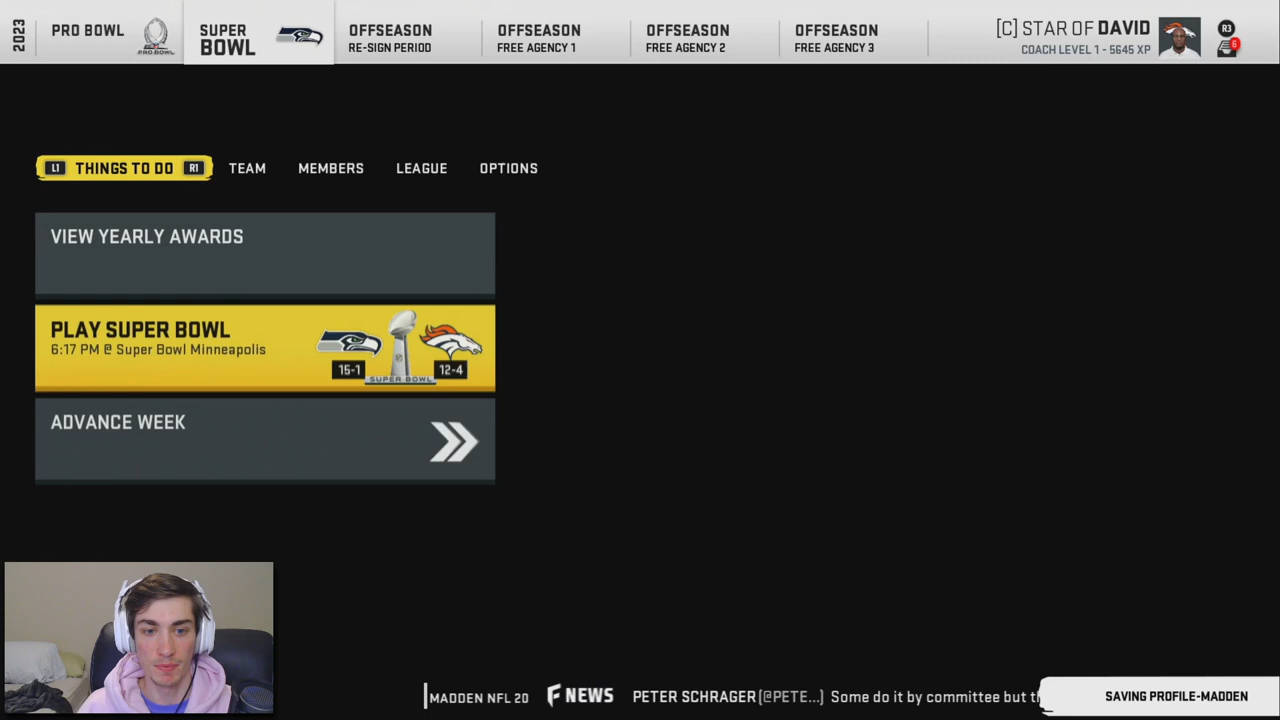 2023
PRO BOWL
PRO BOWL
SUPER
BOWL
OFFSEASON
RE-SIGN PERIOD
OFFSEASON
FREE AGENCY 1
OFFSEASON
FREE AGENCY 2
OFFSEASON
FREE AGENCY 3
[C] STAR OF DAVID
COACH LEVEL 1 - 5645 XP
R3
6
L1 THINGS TO DO R1 TEAM MEMBERS LEAGUE OPTIONS
VIEW YEARLY AWARDS
PLAY SUPER BOWL
6:17 PM @ Super Bowl Minneapolis
15-1 12-4
SUPER BOWL
ADVANCE WEEK
MADDEN NFL 20 F NEWS PETER SCHRAGER (@PETE...) Some do it by committee but
SAVING PROFILE-MADDEN